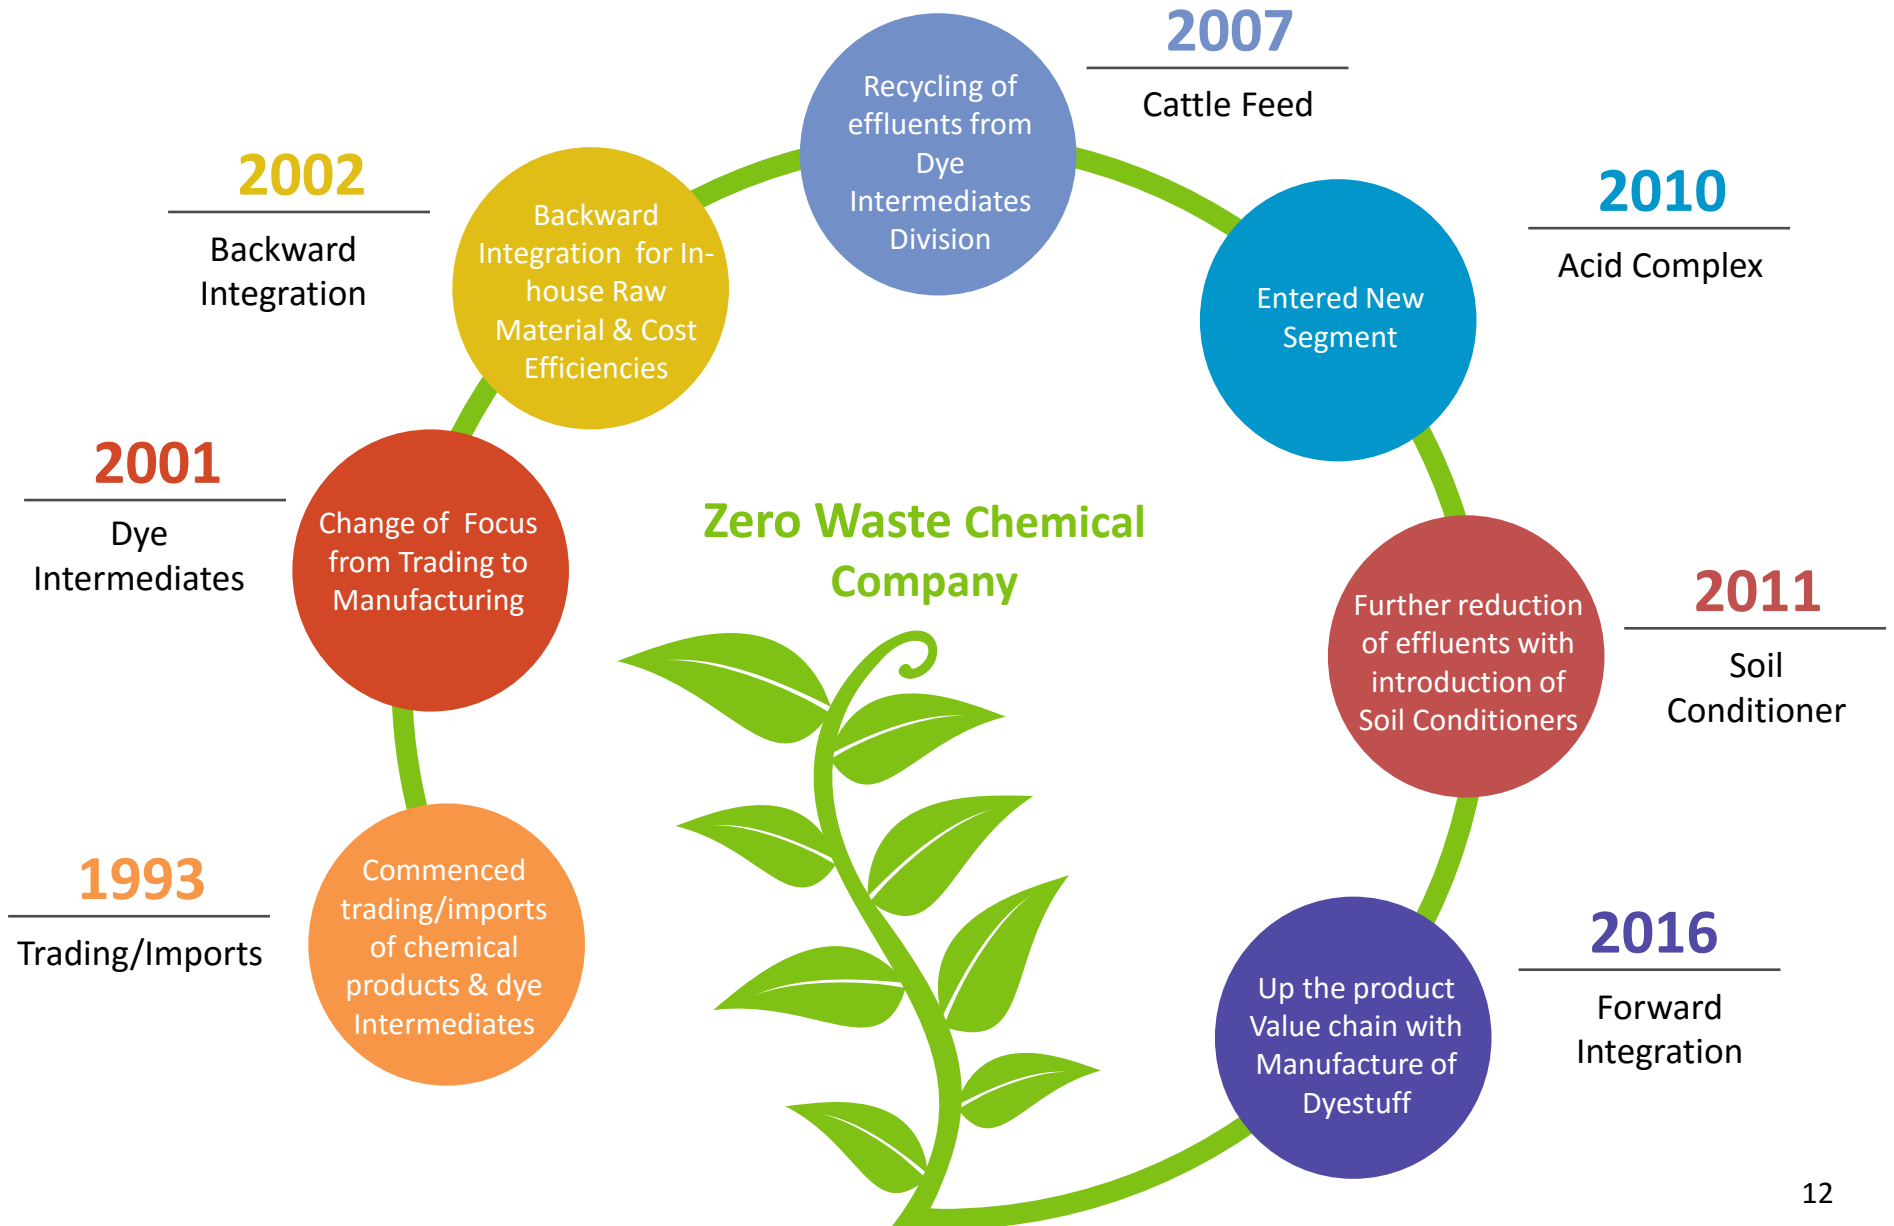 1993
Trading/Imports
Commenced
trading/imports
of chemical
products & dye
Intermediates
2001
Dye
Intermediates
Change of Focus
from Trading to
Manufacturing
2002
Backward
Integration
Backward
Integration for In-
house Raw
Material & Cost
Efficiencies
2007
Cattle Feed
Recycling of
effluents from
Dye
Intermediates
Division
2010
Acid Complex
Entered New
Segment
2011
Soil
Conditioner
Further reduction
of effluents with
introduction of
Soil Conditioners
2016
Forward
Integration
Up the product
Value chain with
Manufacture of
Dyestuff
Zero Waste Chemical
Company
12